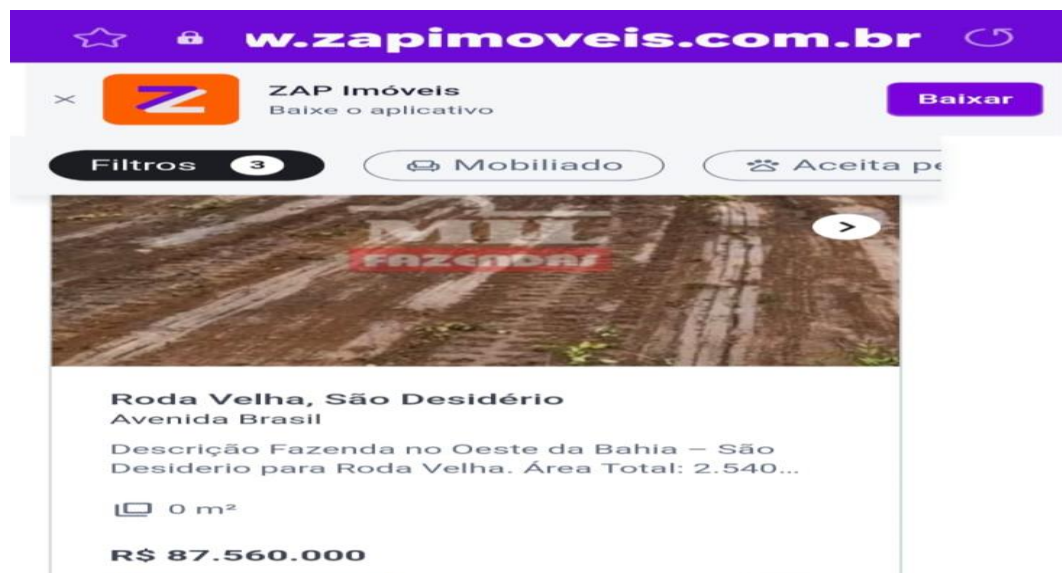 w.zapimoveis.com.br
ZAP Imóveis
Baixe o aplicativo
Baixar
Filtros 3
Mobiliado
Aceita pe
MIL
FAZENDAS
Roda Velha, São Desidério
Avenida Brasil
Descrição Fazenda no Oeste da Bahia – São
Desiderio para Roda Velha. Área Total: 2.540...
0 m²
R$ 87.560.000